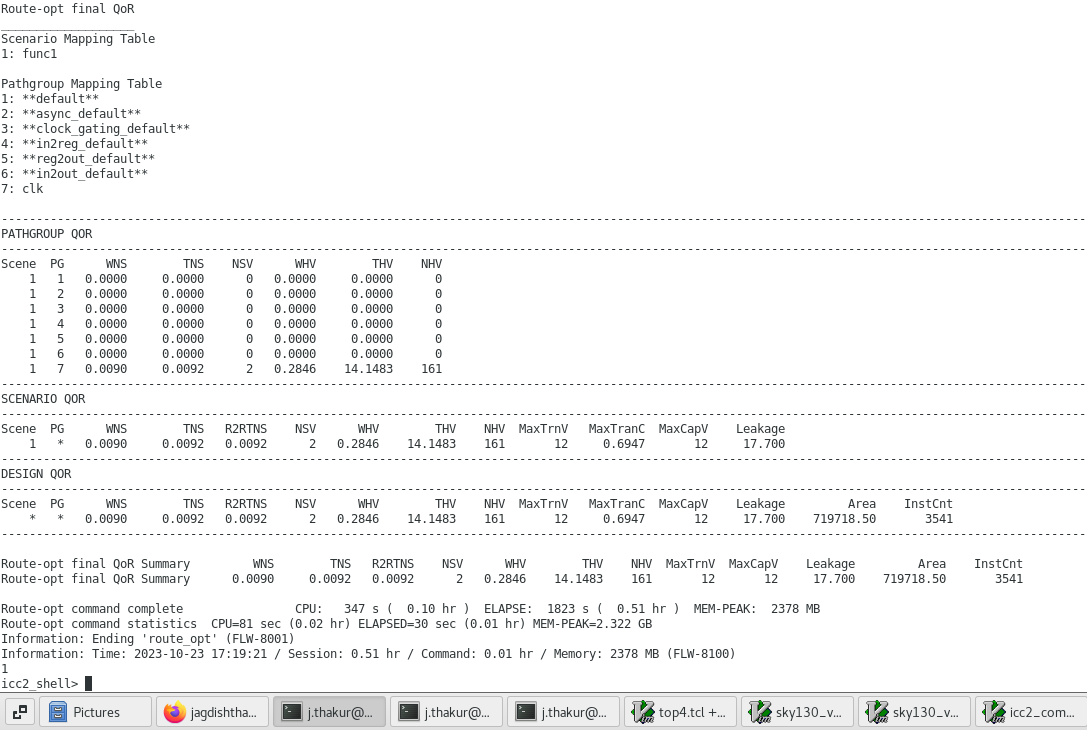 Route-opt final QoR
___________________
Scenario Mapping Table
1: func1
Pathgroup Mapping Table
1: **default**
2: **async_default**
3: **clock_gating_default**
4: **in2reg_default**
5: **reg2out_default**
6: **in2out_default**
7: clk
PATHGROUP QOR
Scene PG WNS TNS NSV WHV THV NHV
1 1 0.0000 0.0000 0 0.0000 0.0000 0
1 2 0.0000 0.0000 0 0.0000 0.0000 0
1 3 0.0000 0.0000 0 0.0000 0.0000 0
1 4 0.0000 0.0000 0 0.0000 0.0000 0
1 5 0.0000 0.0000 0 0.0000 0.0000 0
1 6 0.0000 0.0000 0 0.0000 0.0000 0
1 7 0.0090 0.0092 2 0.2846 14.1483 161
SCENARIO QOR
Scene PG WNS TNS R2RTNS NSV WHV THV NHV MaxTrnV MaxTranC MaxCapV Leakage
1 * 0.0090 0.0092 0.0092 2 0.2846 14.1483 161 12 0.6947 12 17.700
DESIGN QOR
Scene PG WNS TNS R2RTNS NSV WHV THV NHV MaxTrnV MaxTranC MaxCapV Leakage Area InstCnt
* * 0.0090 0.0092 0.0092 2 0.2846 14.1483 161 12 0.6947 12 17.700 719718.50 3541
Route-opt final QoR Summary WNS TNS R2RTNS NSV WHV THV NHV MaxTrnV MaxCapV Leakage Area InstCnt
Route-opt final QoR Summary 0.0090 0.0092 0.0092 2 0.2846 14.1483 161 12 12 17.700 719718.50 3541
Route-opt command complete CPU: 347 s ( 0.10 hr ) ELAPSE: 1823 s ( 0.51 hr ) MEM-PEAK: 2378 MB
Route-opt command statistics CPU=81 sec (0.02 hr) ELAPSED=30 sec (0.01 hr) MEM-PEAK=2.322 GB
Information: Ending 'route_opt' (FLW-8001)
Information: Time: 2023-10-23 17:19:21 / Session: 0.51 hr / Command: 0.01 hr / Memory: 2378 MB (FLW-8100)
1
icc2_shell>
Pictures jagdishtha... j.thakur@... j.thakur@... j.thakur@... top4.tcl +... sky130_v... sky130_v... icc2_com...